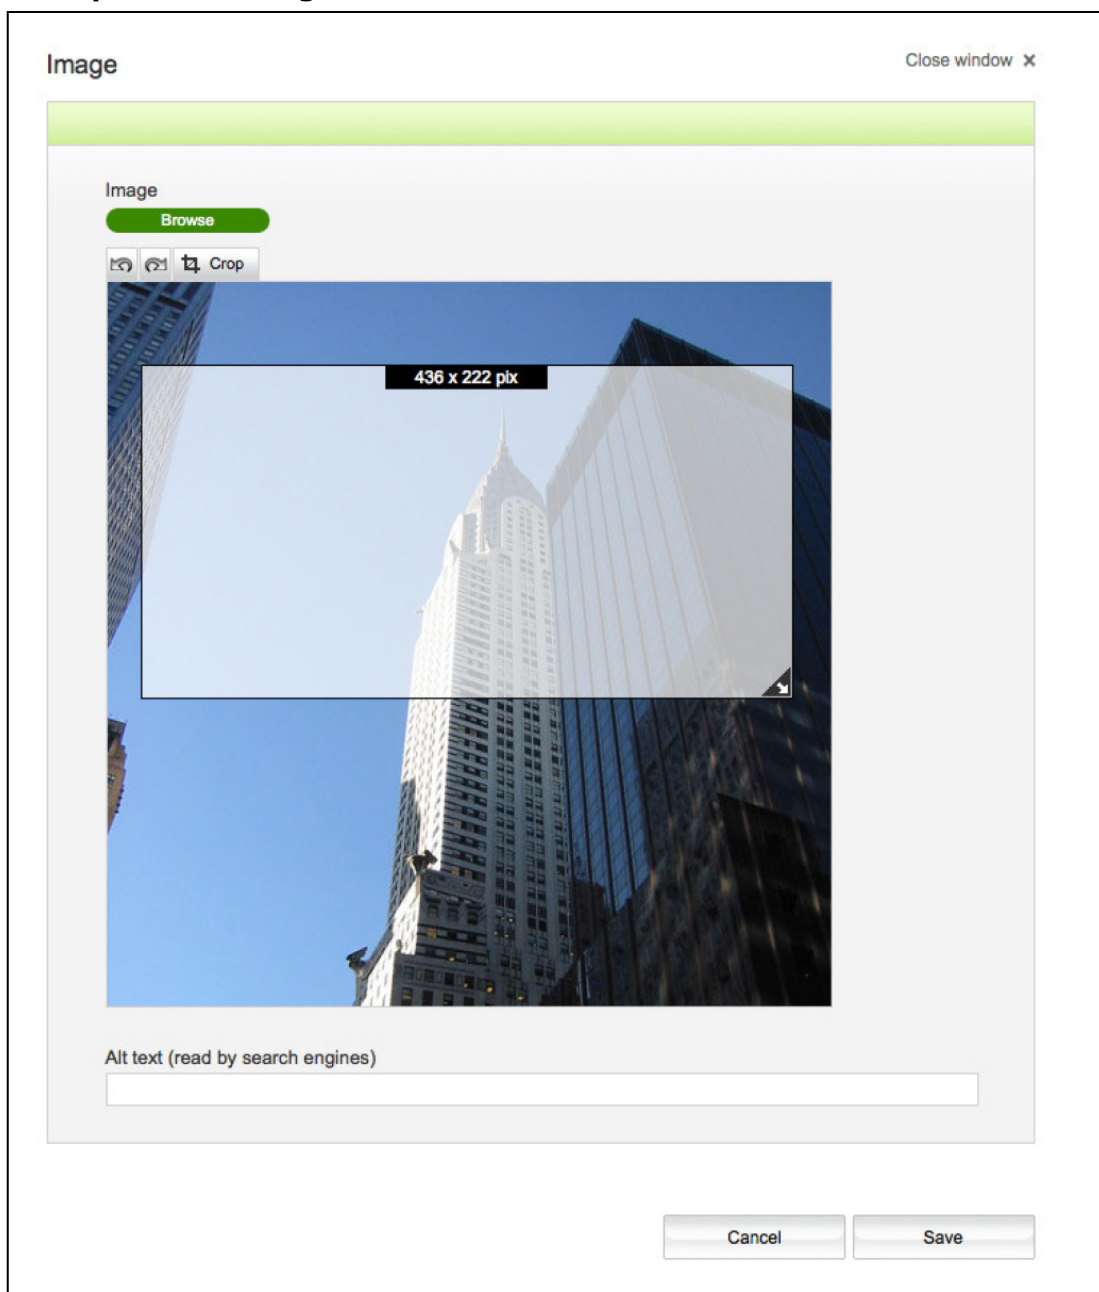 Image
Close window ×
Image
Browse
Crop
436 x 222 pix
Alt text (read by search engines)
Cancel
Save